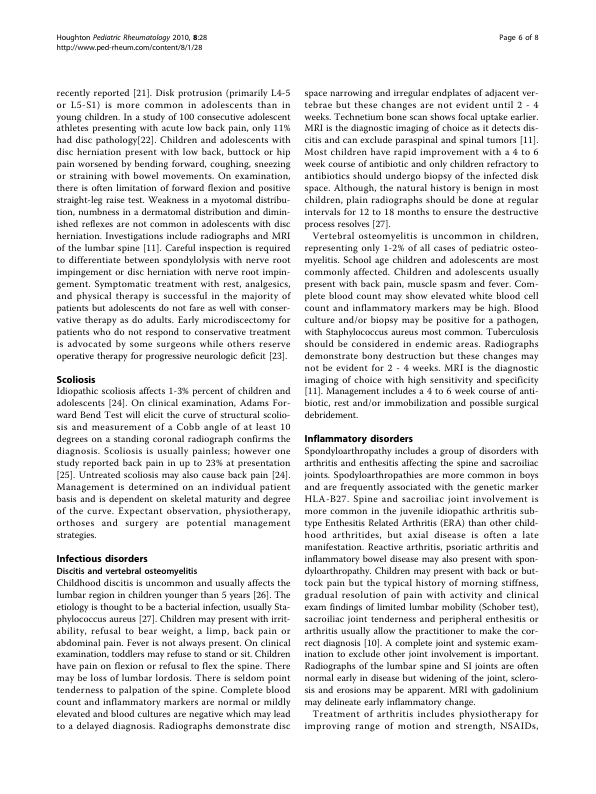 Houghton Pediatric Rheumatology 2010, 8:28
http://www.ped-rheum.com/content/8/1/28
Page 6 of 8
recently reported [21]. Disk protrusion (primarily L4-5
or L5-S1) is more common in adolescents than in
young children. In a study of 100 consecutive adolescent
athletes presenting with acute low back pain, only 11%
had disc pathology[22]. Children and adolescents with
disc herniation present with low back, buttock or hip
pain worsened by bending forward, coughing, sneezing
or straining with bowel movements. On examination,
there is often limitation of forward flexion and positive
straight-leg raise test. Weakness in a myotomal distribu-
tion, numbness in a dermatomal distribution and dimin-
ished reflexes are not common in adolescents with disc
herniation. Investigations include radiographs and MRI
of the lumbar spine [11]. Careful inspection is required
to differentiate between spondylolysis with nerve root
impingement or disc herniation with nerve root impin-
gement. Symptomatic treatment with rest, analgesics,
and physical therapy is successful in the majority of
patients but adolescents do not fare as well with conser-
vative therapy as do adults. Early microdiscectomy for
patients who do not respond to conservative treatment
is advocated by some surgeons while others reserve
operative therapy for progressive neurologic deficit [23].
Scoliosis
Idiopathic scoliosis affects 1-3% percent of children and
adolescents [24]. On clinical examination, Adams For-
ward Bend Test will elicit the curve of structural scolio-
sis and measurement of a Cobb angle of at least 10
degrees on a standing coronal radiograph confirms the
diagnosis. Scoliosis is usually painless; however one
study reported back pain in up to 23% at presentation
[25]. Untreated scoliosis may also cause back pain [24].
Management is determined on an individual patient
basis and is dependent on skeletal maturity and degree
of the curve. Expectant observation, physiotherapy,
orthoses and surgery are potential management
strategies.
Infectious disorders
Discitis and vertebral osteomyelitis
Childhood discitis is uncommon and usually affects the
lumbar region in children younger than 5 years [26]. The
etiology is thought to be a bacterial infection, usually Sta-
phylococcus aureus [27]. Children may present with irrit-
ability, refusal to bear weight, a limp, back pain or
abdominal pain. Fever is not always present. On clinical
examination, toddlers may refuse to stand or sit. Children
have pain on flexion or refusal to flex the spine. There
may be loss of lumbar lordosis. There is seldom point
tenderness to palpation of the spine. Complete blood
count and inflammatory markers are normal or mildly
elevated and blood cultures are negative which may lead
to a delayed diagnosis. Radiographs demonstrate disc
space narrowing and irregular endplates of adjacent ver-
tebrae but these changes are not evident until 2 - 4
weeks. Technetium bone scan shows focal uptake earlier.
MRI is the diagnostic imaging of choice as it detects dis-
citis and can exclude paraspinal and spinal tumors [11].
Most children have rapid improvement with a 4 to 6
week course of antibiotic and only children refractory to
antibiotics should undergo biopsy of the infected disk
space. Although, the natural history is benign in most
children, plain radiographs should be done at regular
intervals for 12 to 18 months to ensure the destructive
process resolves [27].
Vertebral osteomyelitis is uncommon in children,
representing only 1-2% of all cases of pediatric osteo-
myelitis. School age children and adolescents are most
commonly affected. Children and adolescents usually
present with back pain, muscle spasm and fever. Com-
plete blood count may show elevated white blood cell
count and inflammatory markers may be high. Blood
culture and/or biopsy may be positive for a pathogen,
with Staphylococcus aureus most common. Tuberculosis
should be considered in endemic areas. Radiographs
demonstrate bony destruction but these changes may
not be evident for 2 - 4 weeks. MRI is the diagnostic
imaging of choice with high sensitivity and specificity
[11]. Management includes a 4 to 6 week course of anti-
biotic, rest and/or immobilization and possible surgical
debridement.
Inflammatory disorders
Spondyloarthropathy includes a group of disorders with
arthritis and enthesitis affecting the spine and sacroiliac
joints. Spodyloarthropathies are more common in boys
and are frequently associated with the genetic marker
HLA-B27. Spine and sacroiliac joint involvement is
more common in the juvenile idiopathic arthritis sub-
type Enthesitis Related Arthritis (ERA) than other child-
hood arthritides, but axial disease is often a late
manifestation. Reactive arthritis, psoriatic arthritis and
inflammatory bowel disease may also present with spon-
dyloarthropathy. Children may present with back or but-
tock pain but the typical history of morning stiffness,
gradual resolution of pain with activity and clinical
exam findings of limited lumbar mobility (Schober test),
sacroiliac joint tenderness and peripheral enthesitis or
arthritis usually allow the practitioner to make the cor-
rect diagnosis [10]. A complete joint and systemic exam-
ination to exclude other joint involvement is important.
Radiographs of the lumbar spine and SI joints are often
normal early in disease but widening of the joint, sclero-
sis and erosions may be apparent. MRI with gadolinium
may delineate early inflammatory change.
Treatment of arthritis includes physiotherapy for
improving range of motion and strength, NSAIDs,